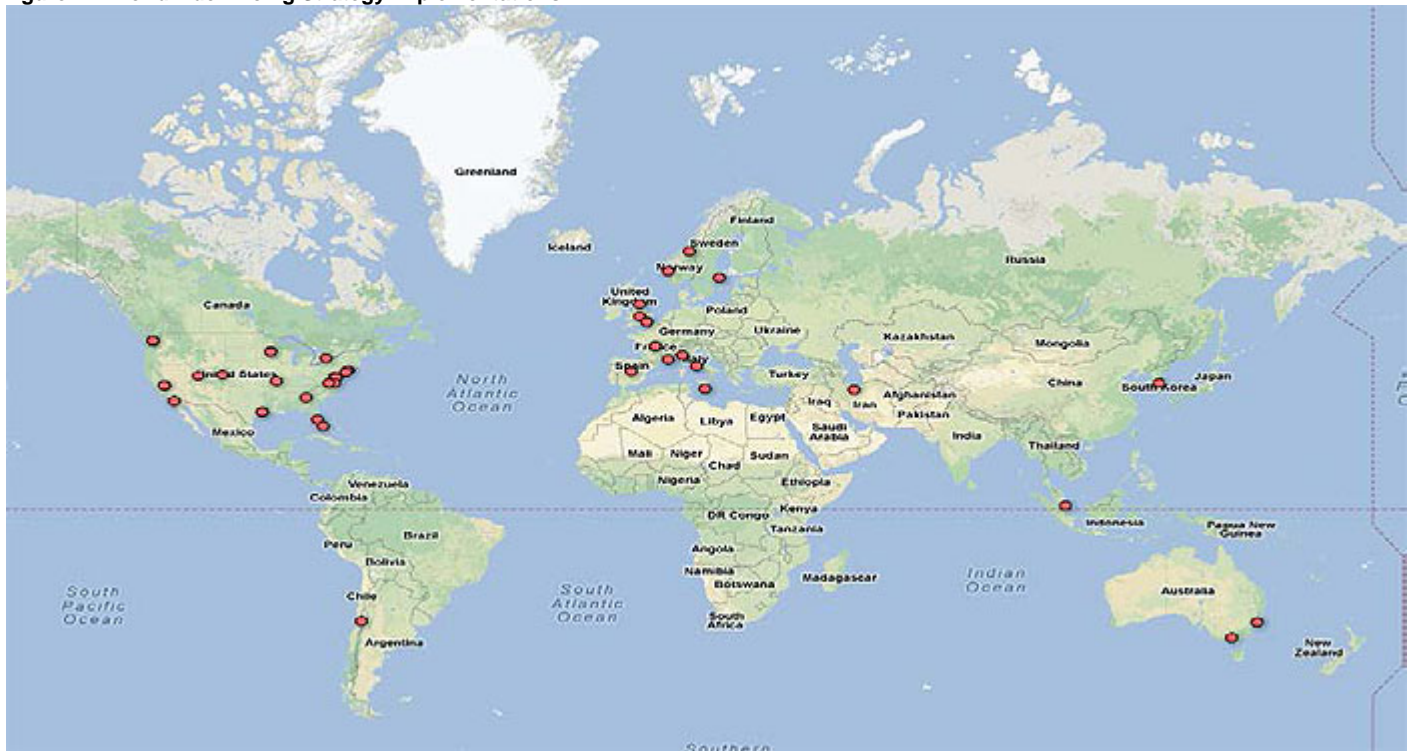 Greenland
Finland
Iceland
Sweden
Norway
Russia
Canada
United
Kingdom
Poland
Germany
Ukraine
Kazakhstan
Mongolia
France
Italy
United States
Spain
Turkey
China
South Korea
Japan
North
Atlantic
Ocean
Iraq
Iran
Afghanistan
Pakistan
Algeria
Libya
Egypt
Saudi
Arabia
Mexico
India
Thailand
Mali
Niger
Chad
Sudan
Nigeria
Ethiopia
Venezuela
Colombia
DR Congo
Kenya
Tanzania
Indonesia
Papua New
Guinea
Peru
Brazil
Bolivia
Angola
Namibia
Botswana
Madagascar
South
Pacific
Ocean
South
Atlantic
Ocean
Indian
Ocean
Chile
Australia
South
Africa
Argentina
New
Zealand
Southern